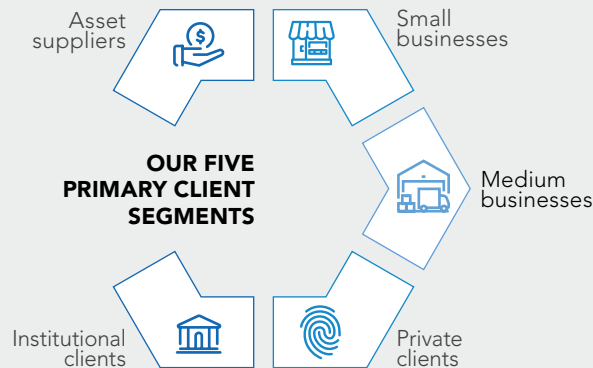 Asset
suppliers
$
Small
businesses
OUR FIVE
PRIMARY CLIENT
SEGMENTS
Medium
businesses
Institutional
clients
Private
clients